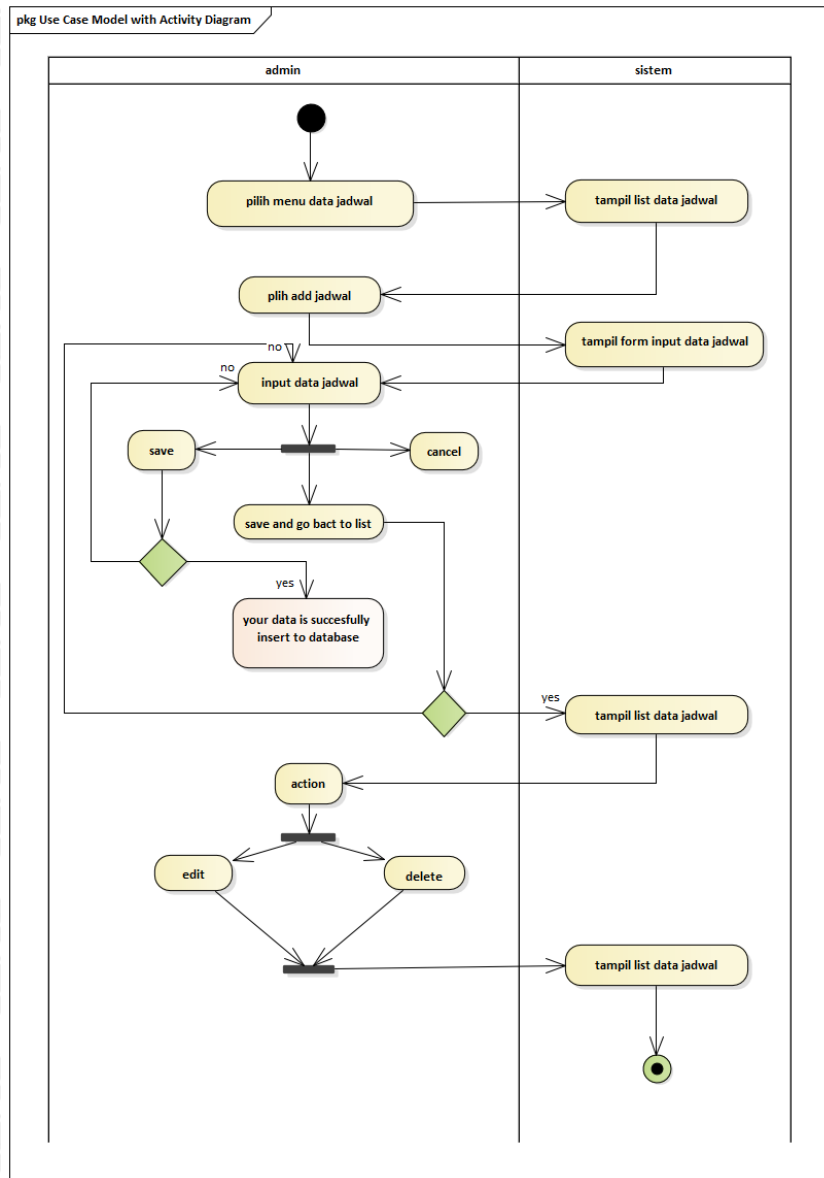 pkg Use Case Model with Activity Diagram
admin
sistem
pilih menu data jadwal
tampil list data jadwal
plih add jadwal
tampil form input data jadwal
no
no
input data jadwal
save
cancel
save and go bact to list
yes
your data is succesfully
insert to database
yes
tampil list data jadwal
action
edit
delete
tampil list data jadwal